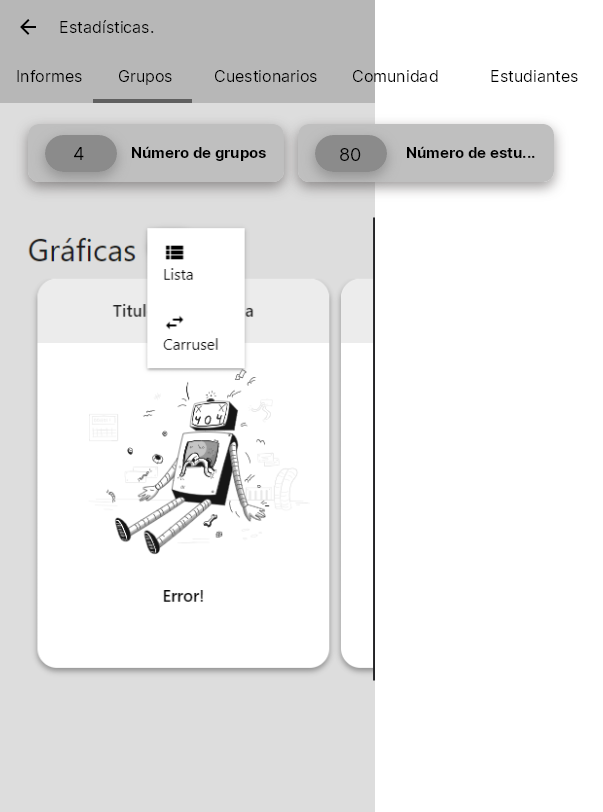 Estadísticas.
Informes Grupos Cuestionarios Comunidad Estudiantes
4 Número de grupos 80 Número de estu...
Gráficas
Lista
Carrusel
Titul a
404
Error!